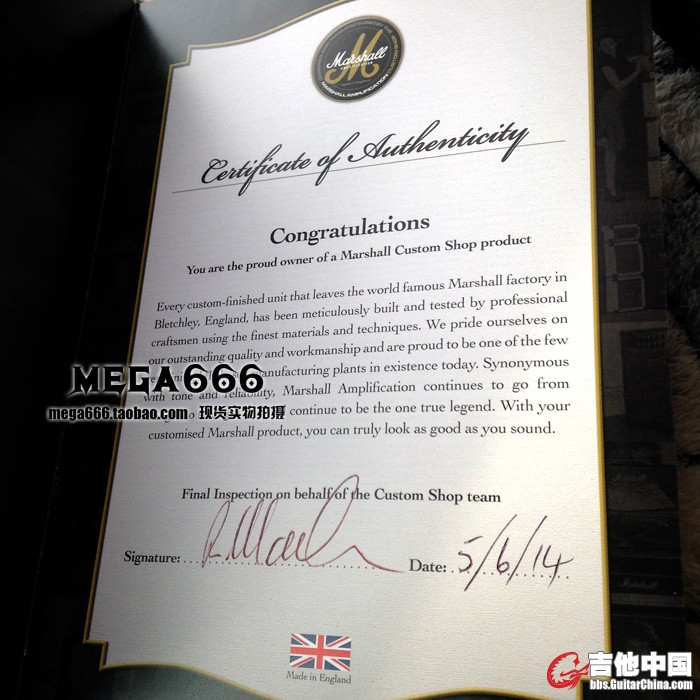 Marshall
AMPLIFICATION
MARSHALL AMPLIFICATION
Certificate of Authenticity
Congratulations
You are the proud owner of a Marshall Custom Shop product
Every custom-finished unit that leaves the world famous Marshall factory in
Bletchley, England, has been meticulously built and tested by professional
craftsmen using the finest materials and techniques. We pride ourselves on
our outstanding quality and workmanship and are proud to be one of the few
manufacturing plants in existence today. Synonymous
with tone and reliability, Marshall Amplification continues to go from
continue to be the one true legend. With your
customised Marshall product, you can truly look as good as you sound.
MEGA666
mega666.taobao.com 现货实物拍摄
Final Inspection on behalf of the Custom Shop team
Signature: Date: 5/6/14
Made in England
Marshall
吉他中国
bbs.GuitarChina.com